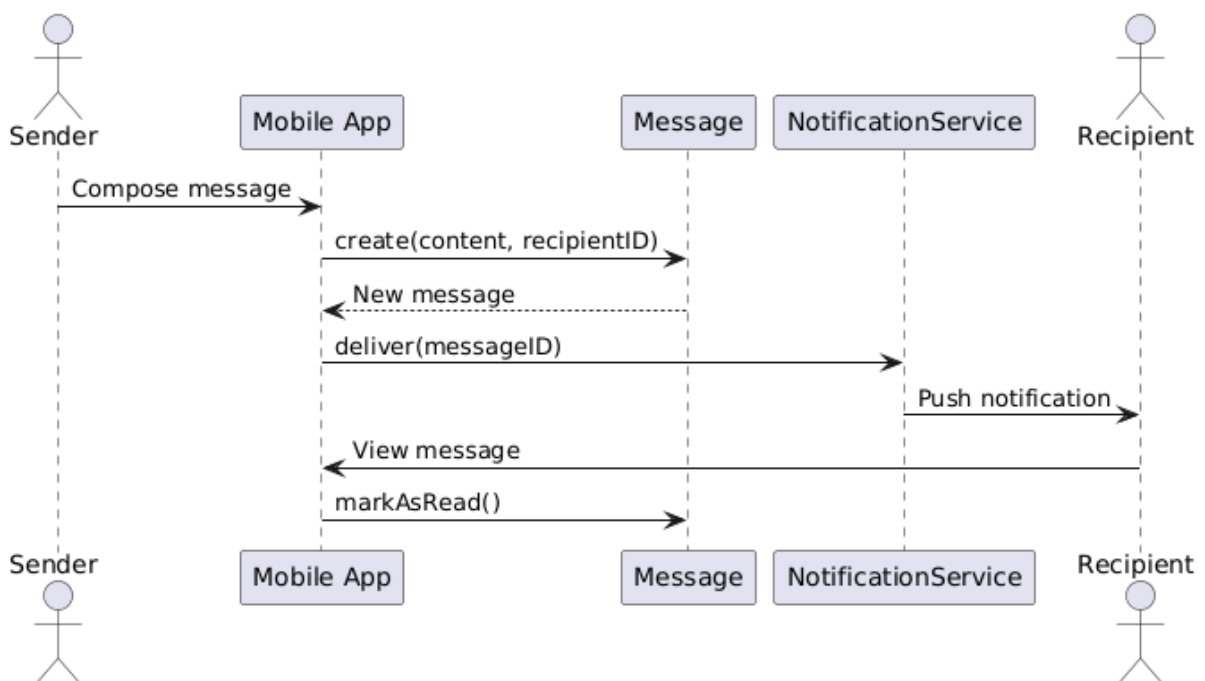 Sender
Mobile App
Message
NotificationService
Recipient
Compose message
create(content, recipientID)
New message
deliver(messageID)
Push notification
View message
markAsRead()
Sender
Mobile App
Message
NotificationService
Recipient